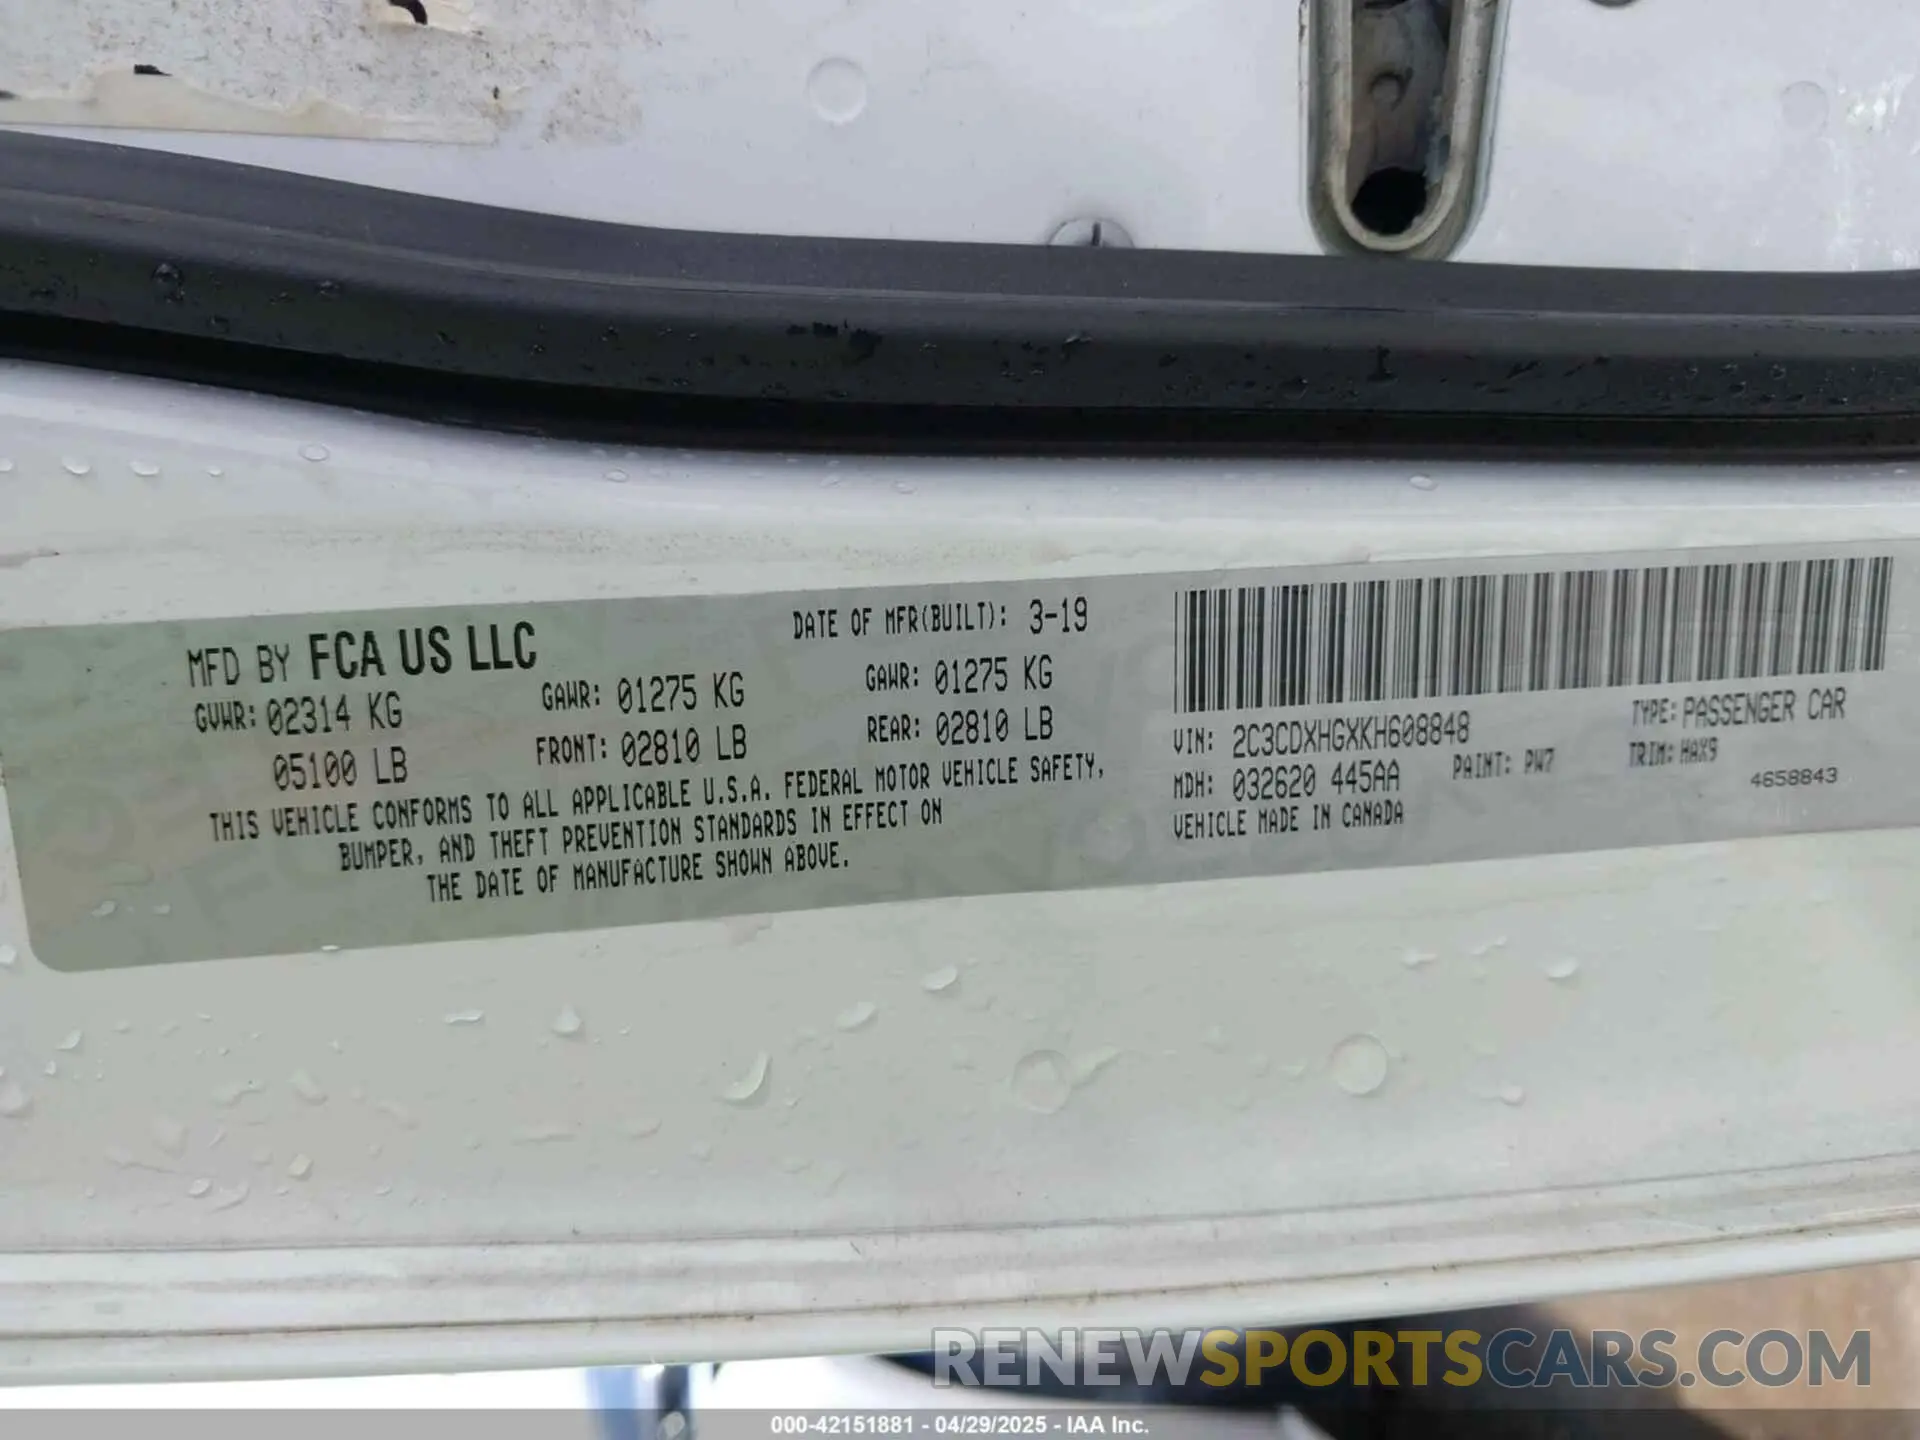 MFD BY FCA US LLC
DATE OF MFR(BUILT): 3-19
GVWR: 02314 KG
GAWR: 01275 KG
GAWR: 01275 KG
05100 LB
FRONT: 02810 LB
REAR: 02810 LB
THIS VEHICLE CONFORMS TO ALL APPLICABLE U.S.A. FEDERAL MOTOR VEHICLE SAFETY,
BUMPER, AND THEFT PREVENTION STANDARDS IN EFFECT ON
THE DATE OF MANUFACTURE SHOWN ABOVE.
VIN: 2C3CDXHGXKH608848
TYPE: PASSENGER CAR
MDH: 032620 445AA
PAINT: PW7
TRIM: HAX9
VEHICLE MADE IN CANADA
4658843
RENEWSPORTSCARS.COM
000-42151881 - 04/29/2025 - IAA Inc.